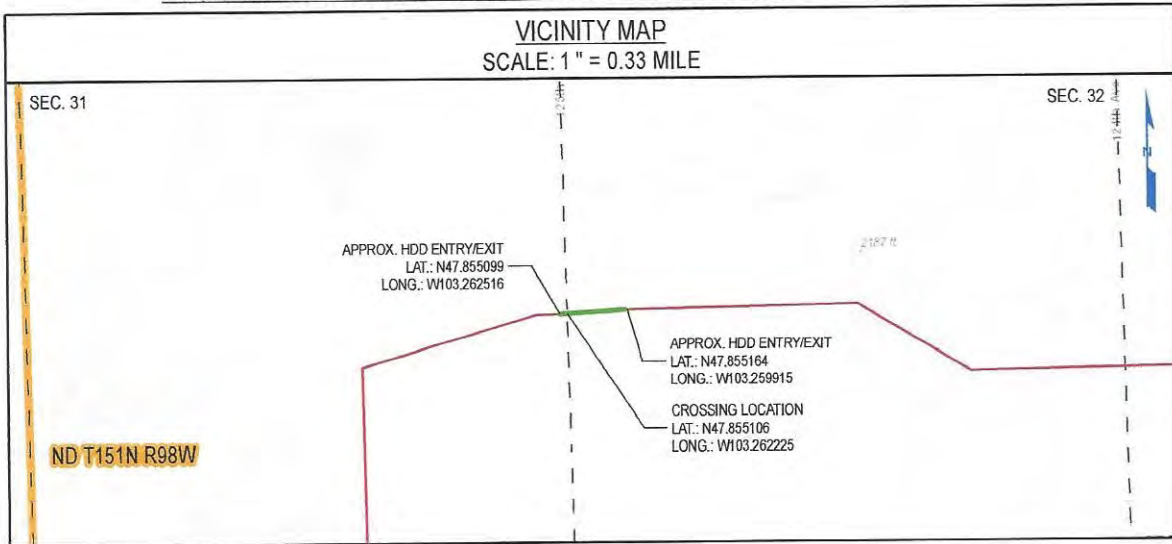 VICINITY MAP
SCALE: 1 " = 0.33 MILE
SEC. 31
SEC. 32
2187 ft
APPROX. HDD ENTRY/EXIT
LAT.: N47.855099
LONG.: W103.262516
APPROX. HDD ENTRY/EXIT
LAT.: N47.855164
LONG.: W103.259915
CROSSING LOCATION
LAT.: N47.855106
LONG.: W103.262225
ND T151N R98W
N